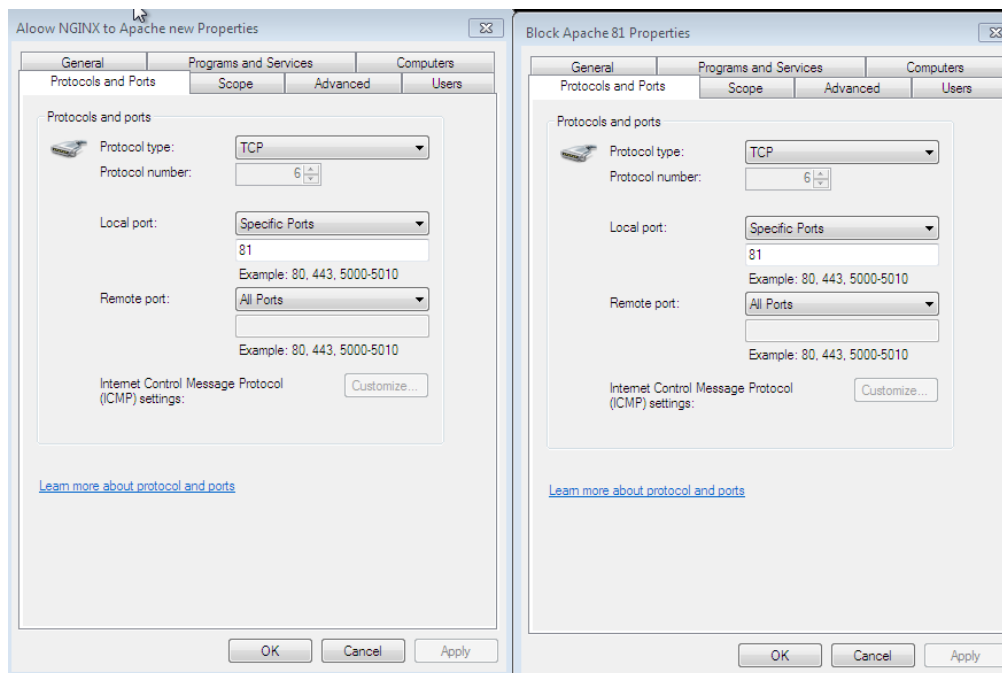 Aloow NGINX to Apache new Properties
General
Programs and Services
Computers
Protocols and Ports
Scope
Advanced
Users
Protocols and ports
Protocol type:
TCP
Protocol number:
6
Local port:
Specific Ports
81
Example: 80, 443, 5000-5010
Remote port:
All Ports
Example: 80, 443, 5000-5010
Internet Control Message Protocol
(ICMP) settings:
Customize...
Learn more about protocol and ports
OK
Cancel
Apply
Block Apache 81 Properties
General
Programs and Services
Computers
Protocols and Ports
Scope
Advanced
Users
Protocols and ports
Protocol type:
TCP
Protocol number:
6
Local port:
Specific Ports
81
Example: 80, 443, 5000-5010
Remote port:
All Ports
Example: 80, 443, 5000-5010
Internet Control Message Protocol
(ICMP) settings:
Customize...
Learn more about protocol and ports
OK
Cancel
Apply